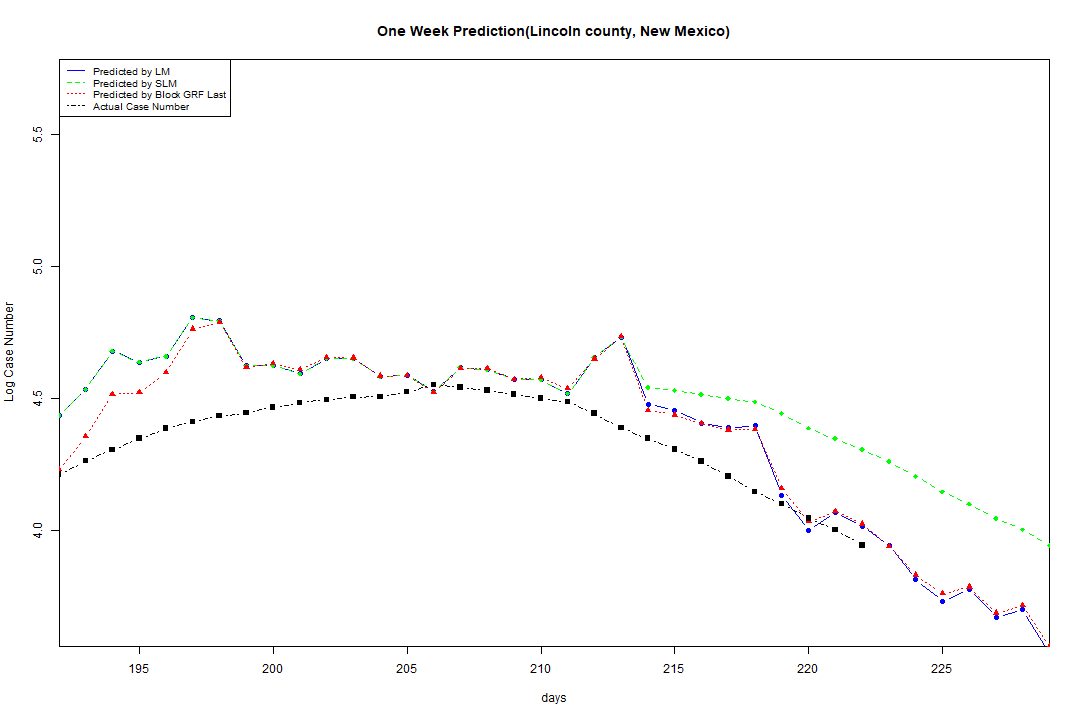 One Week Prediction(Lincoln county, New Mexico)
Predicted by LM
Predicted by SLM
Predicted by Block GRF Last
Actual Case Number
5.5
5.0
4.5
4.0
Log Case Number
195 200 205 210 215 220 225
days